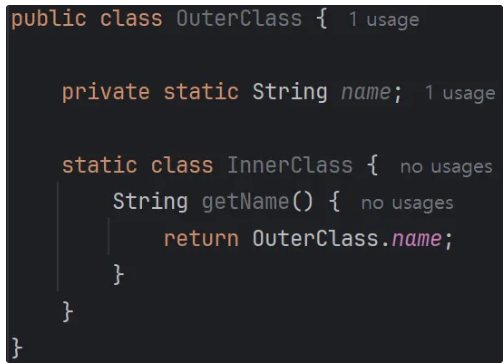 public class OuterClass { 1 usage
private static String name; 1 usage
static class InnerClass { no usages
String getName() { no usages
return OuterClass.name;
}
}
}